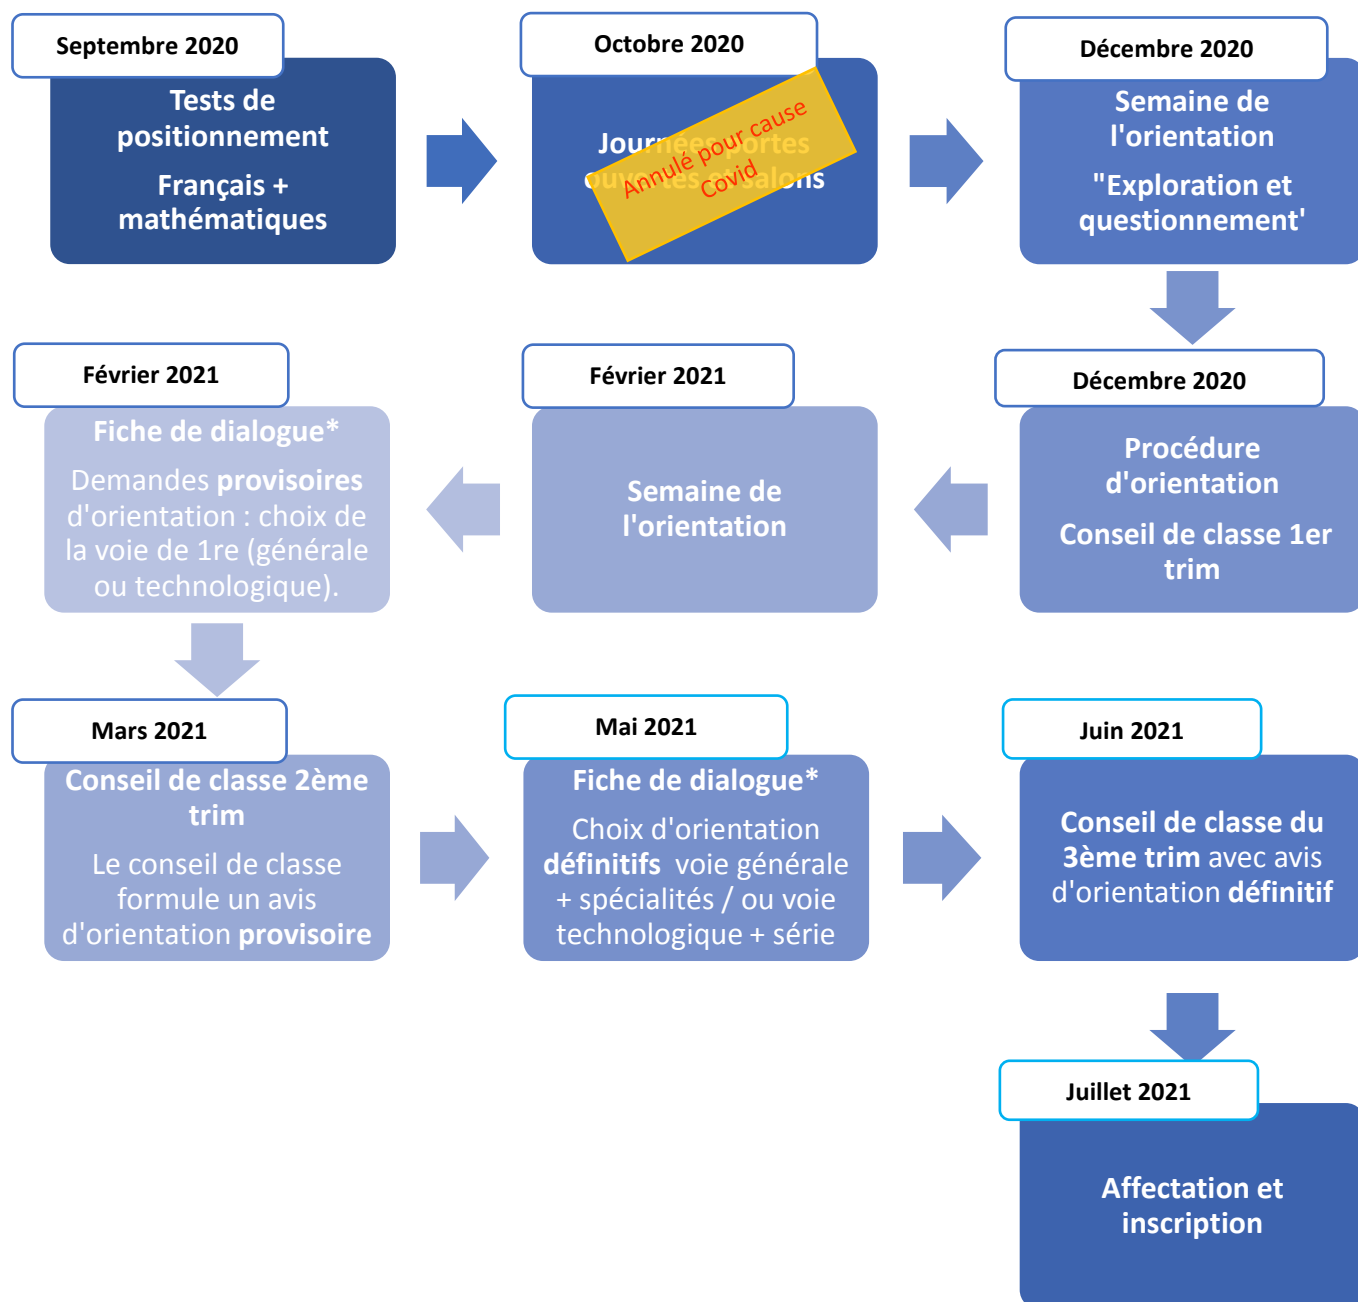 Septembre 2020
Tests de
positionnement
Français +
mathématiques
Octobre 2020
Journées portes
ouvertes et salons
Annulé pour cause
Covid
Décembre 2020
Semaine de
l'orientation
"Exploration et
questionnement'
Décembre 2020
Procédure
d'orientation
Conseil de classe 1er
trim
Février 2021
Semaine de
l'orientation
Février 2021
Fiche de dialogue*
Demandes provisoires
d'orientation : choix de
la voie de 1re (générale
ou technologique).
Mars 2021
Conseil de classe 2ème
trim
Le conseil de classe
formule un avis
d'orientation provisoire
Mai 2021
Fiche de dialogue*
Choix d'orientation
définitifs voie générale
+ spécialités / ou voie
technologique + série
Juin 2021
Conseil de classe du
3ème trim avec avis
d'orientation définitif
Juillet 2021
Affectation et
inscription